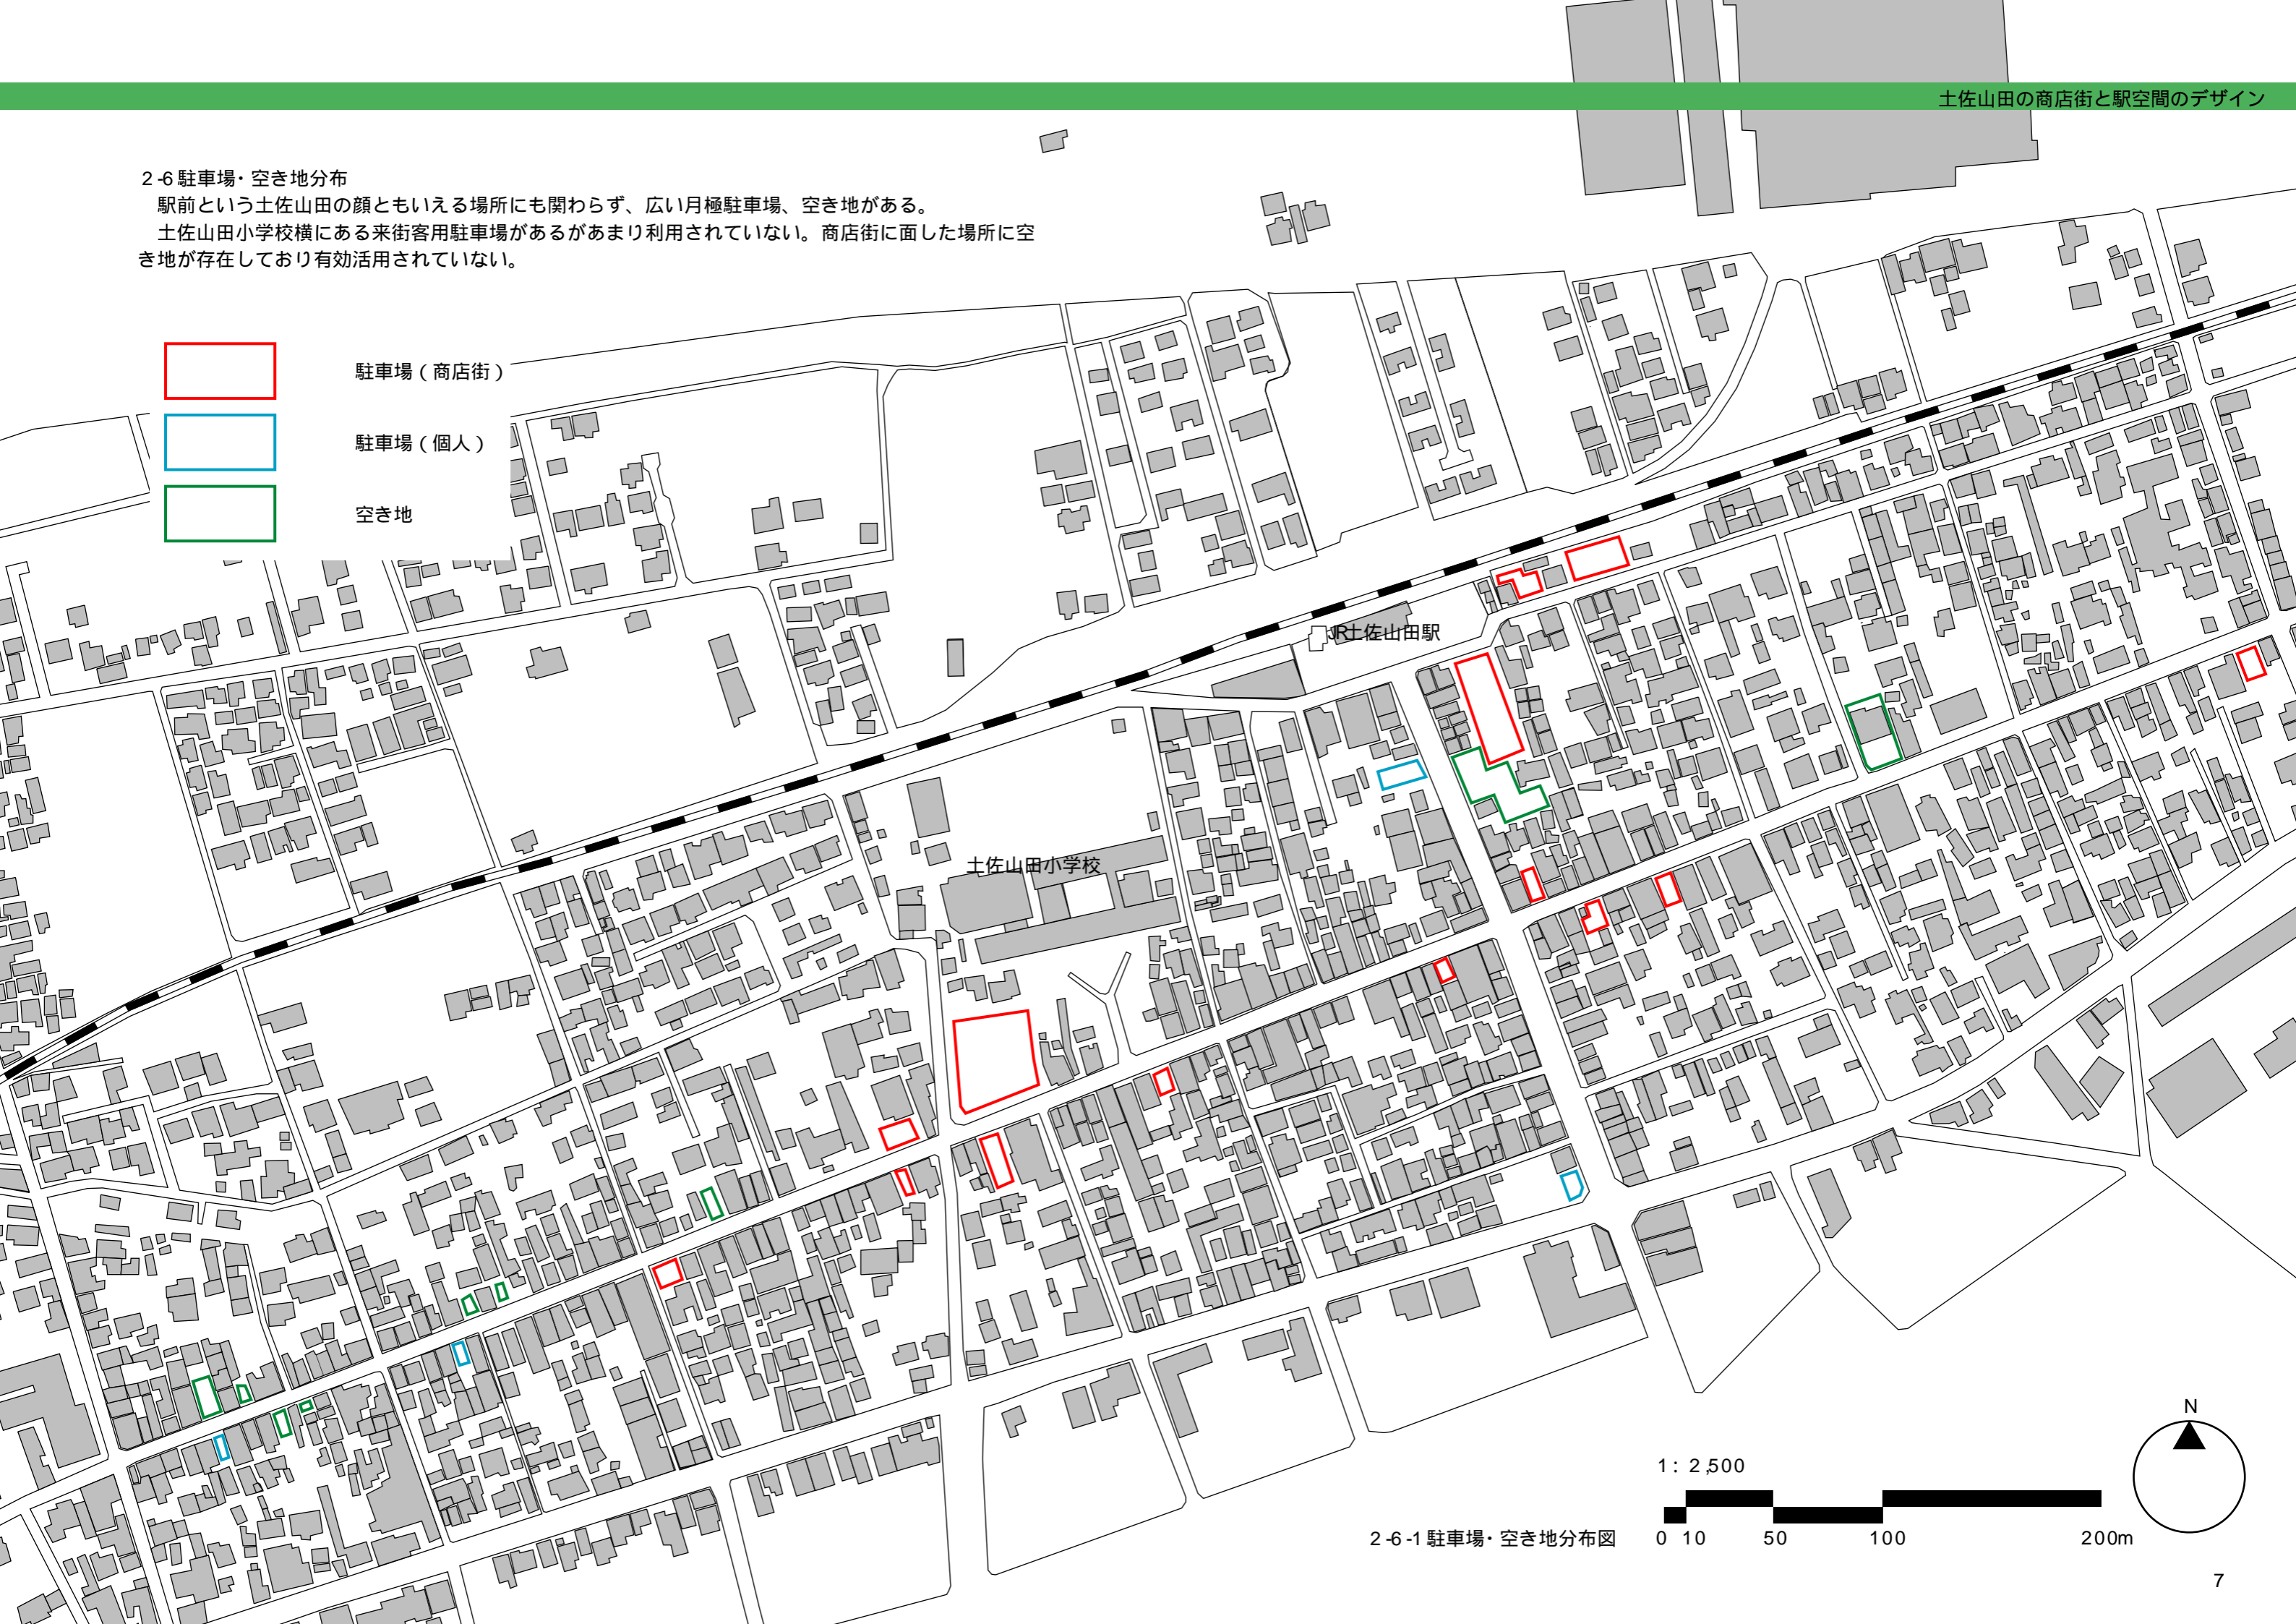 土佐山田の商店街と駅空間のデザイン
2-6 駐車場・空き地分布
駅前という土佐山田の顔ともいえる場所にも関わらず、広い月極駐車場、空き地がある。
土佐山田小学校横にある来街客用駐車場があるがあまり利用されていない。商店街に面した場所に空
き地が存在しており有効活用されていない。
駐車場（商店街）
駐車場（個人）
空き地
JR土佐山田駅
土佐山田小学校
N
1：2,500
0 10 50 100 200m
2-6-1 駐車場・空き地分布図
7